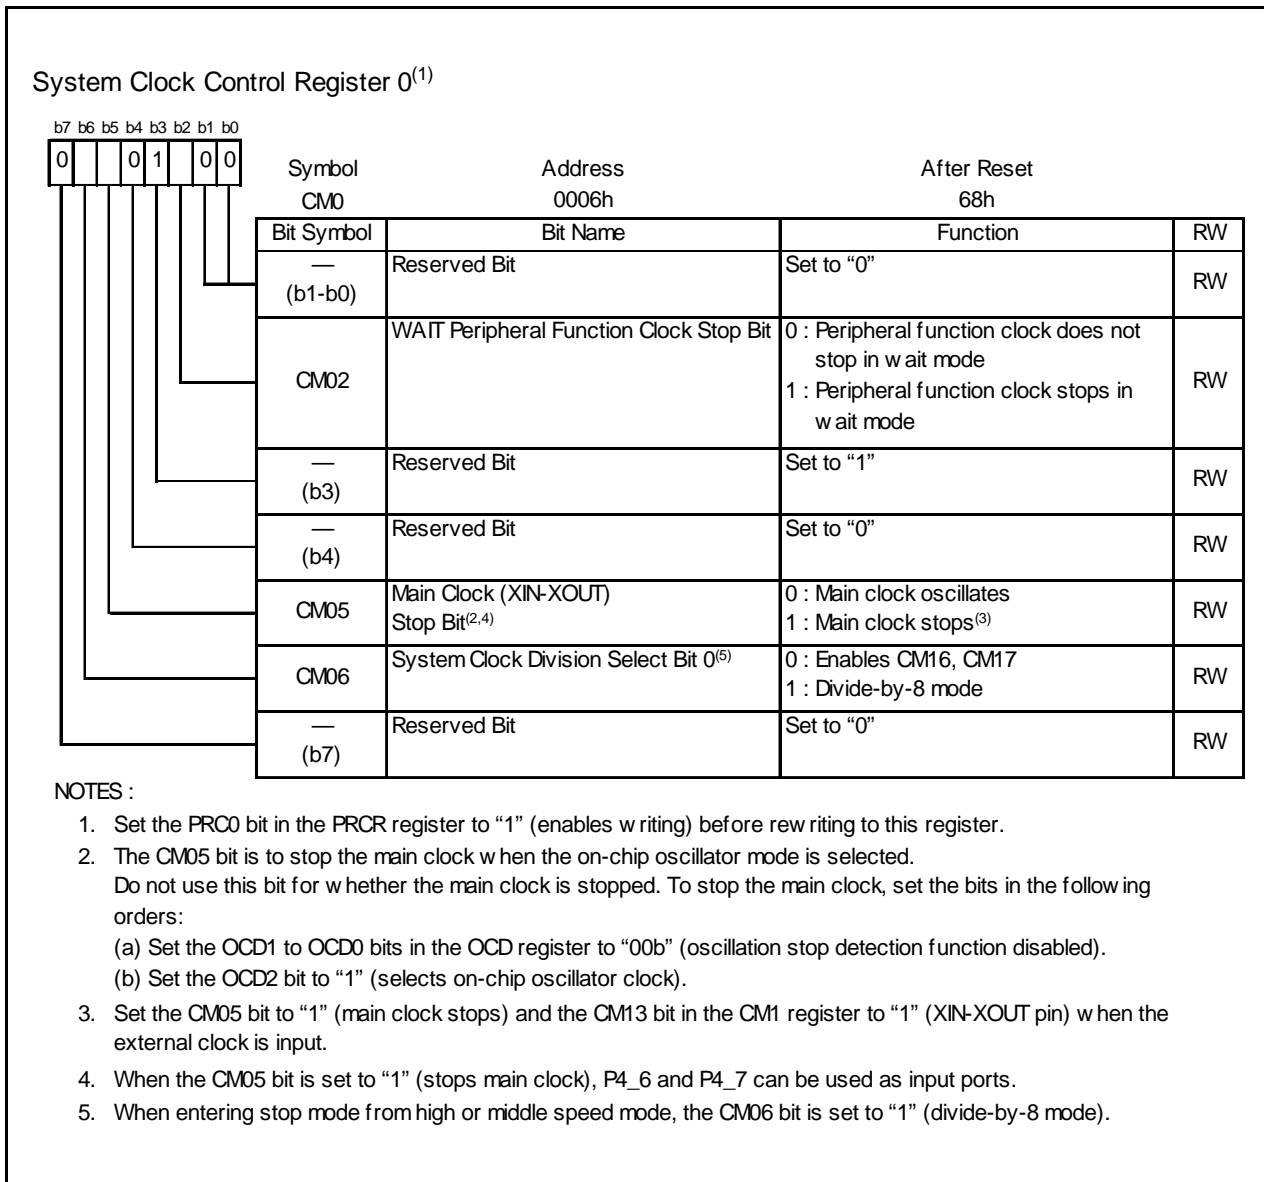 System Clock Control Register 0(1)
b7 b6 b5 b4 b3 b2 b1 b0
0 0 1 0 0
Symbol Address After Reset
CM0 0006h 68h
Bit Symbol Bit Name Function RW
— (b1-b0) Reserved Bit Set to “0” RW
CM02 WAIT Peripheral Function Clock Stop Bit 0 : Peripheral function clock does not
stop in wait mode
1 : Peripheral function clock stops in
wait mode
RW
— (b3) Reserved Bit Set to “1” RW
— (b4) Reserved Bit Set to “0” RW
CM05 Main Clock (XIN-XOUT) 0 : Main clock oscillates
Stop Bit(2,4) 1 : Main clock stops(3) RW
CM06 System Clock Division Select Bit 0(5) 0 : Enables CM16, CM17
1 : Divide-by-8 mode RW
— (b7) Reserved Bit Set to “0” RW
NOTES :
1. Set the PRC0 bit in the PRCR register to “1” (enables writing) before rewriting to this register.
2. The CM05 bit is to stop the main clock when the on-chip oscillator mode is selected.
Do not use this bit for whether the main clock is stopped. To stop the main clock, set the bits in the following
orders:
(a) Set the OCD1 to OCD0 bits in the OCD register to “00b” (oscillation stop detection function disabled).
(b) Set the OCD2 bit to “1” (selects on-chip oscillator clock).
3. Set the CM05 bit to “1” (main clock stops) and the CM13 bit in the CM1 register to “1” (XIN-XOUT pin) when the
external clock is input.
4. When the CM05 bit is set to “1” (stops main clock), P4_6 and P4_7 can be used as input ports.
5. When entering stop mode from high or middle speed mode, the CM06 bit is set to “1” (divide-by-8 mode).